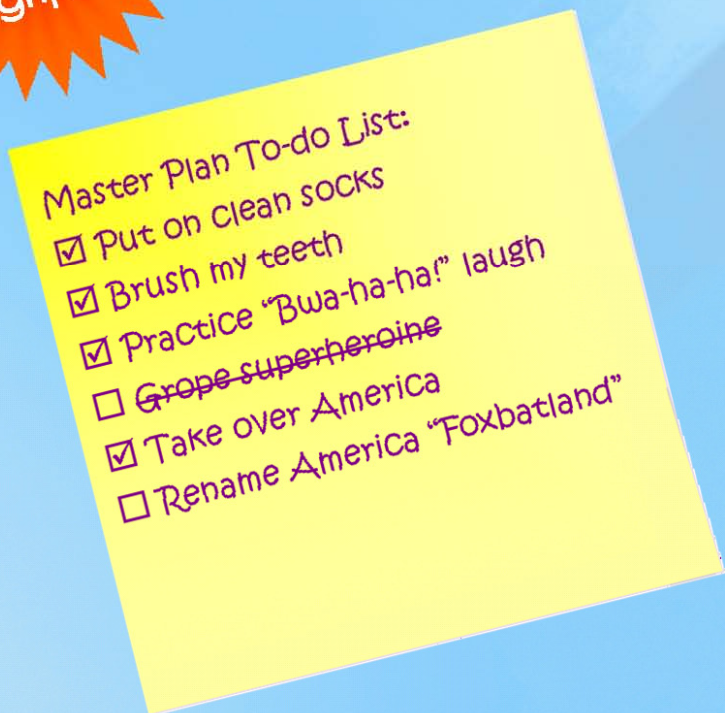 Master Plan To-do List:
☑ Put on clean socks
☑ Brush my teeth
☑ Practice “Bwa-ha-ha!” laugh
☐ Grope superheroine
☑ Take over America
☐ Rename America “Foxbatland”